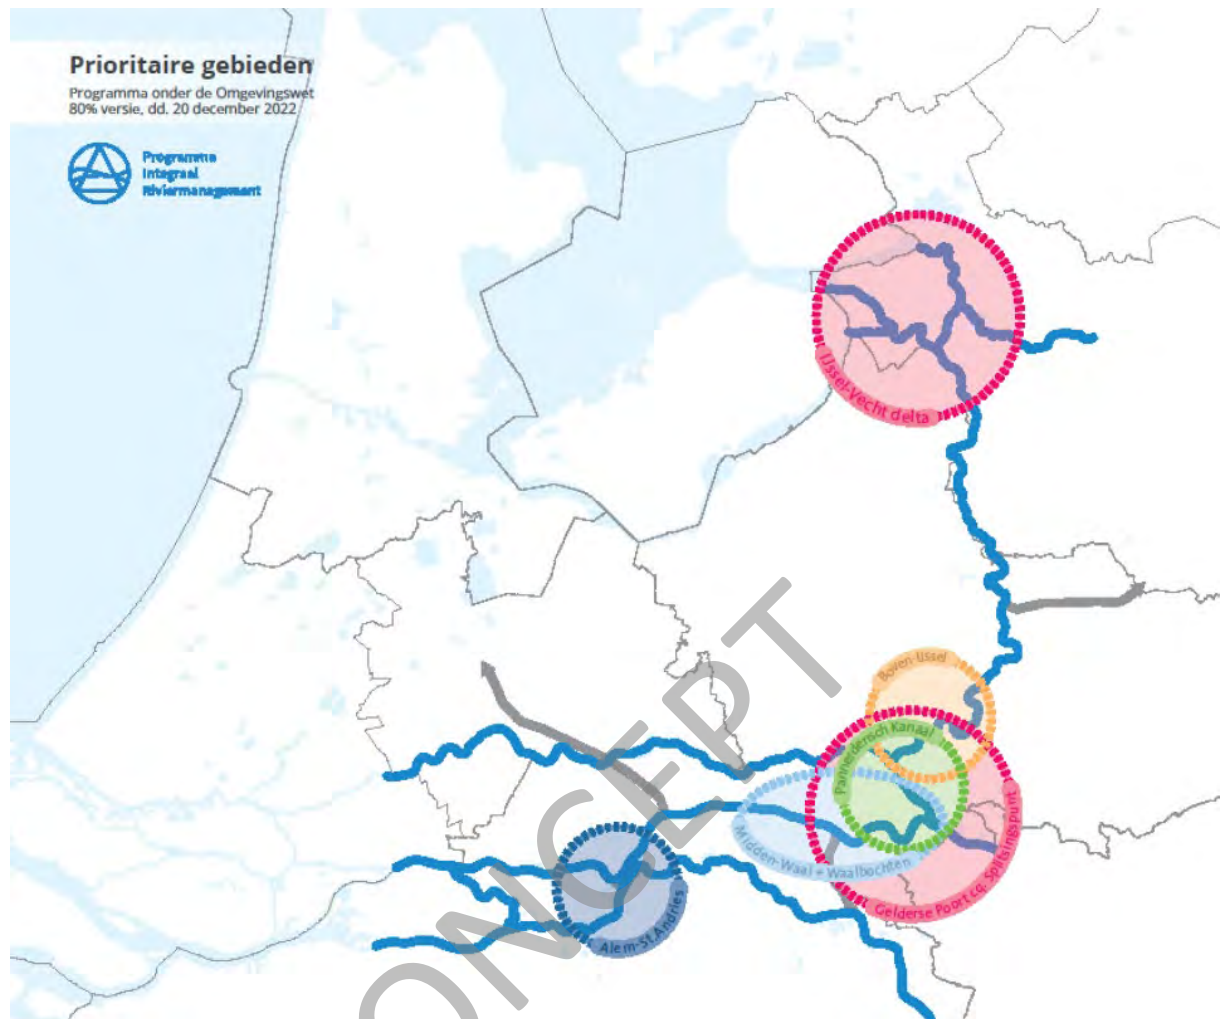 Prioritaire gebieden
Programma onder de Omgevingswet
80% versie, dd. 20 december 2022
Programma
Integraal
Riviermanagement
IJssel-Vecht delta
Boven-IJssel
Pannerdensch Kanaal
Midden-Waal + Waalbochten
Gelderse Poort cq. Splitsingspunt
Alem-St.Andries
CONCEPT